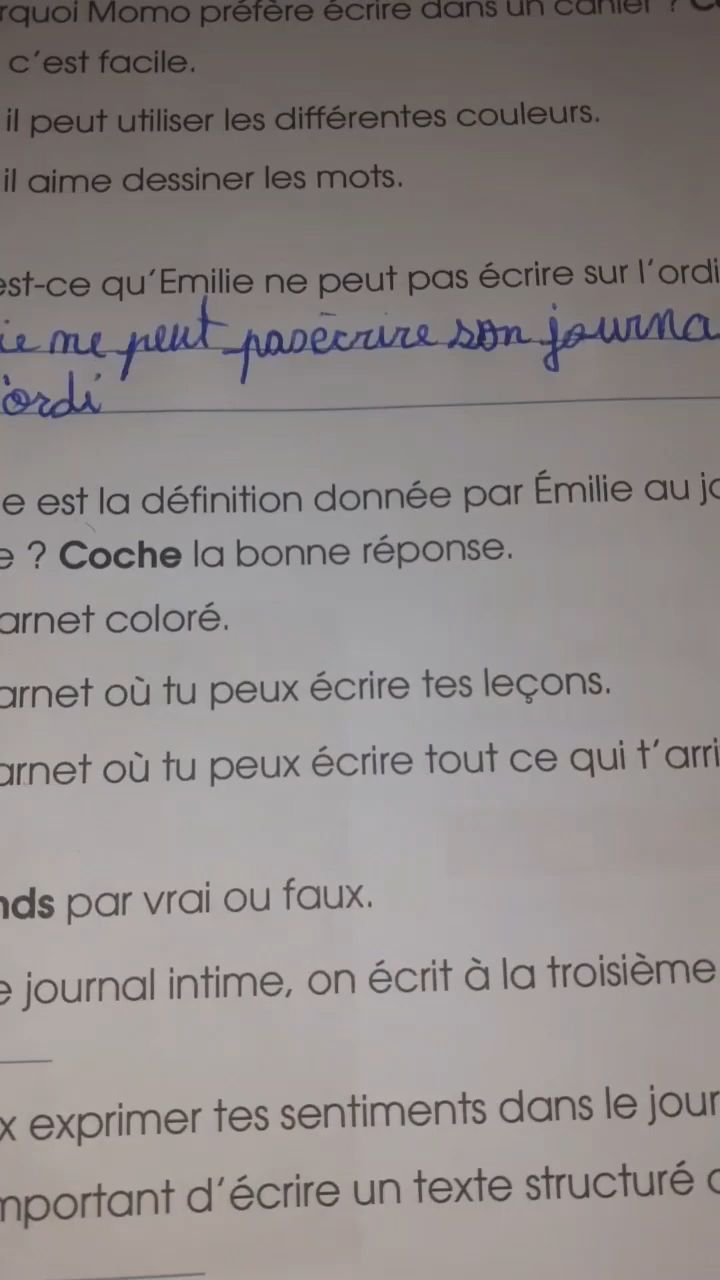 rquoi Momo préfère écrire dans un cahier ?
c'est facile.
il peut utiliser les différentes couleurs.
il aime dessiner les mots.
est-ce qu'Emilie ne peut pas écrire sur l'ordi
ie ne peut pas écrire son journa
l'ordi
e est la définition donnée par Émilie au jo
e ? Coche la bonne réponse.
arnet coloré.
arnet où tu peux écrire tes leçons.
arnet où tu peux écrire tout ce qui t'arri
nds par vrai ou faux.
e journal intime, on écrit à la troisième
x exprimer tes sentiments dans le jour
mportant d'écrire un texte structuré